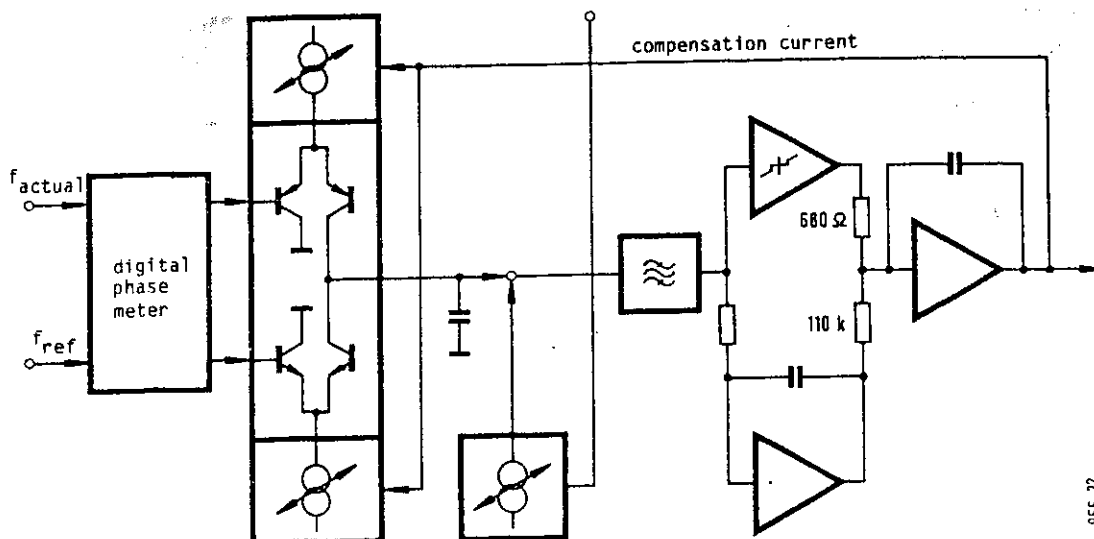 compensation current
f actual
digital
phase
meter
f ref
680 Ω
110 k